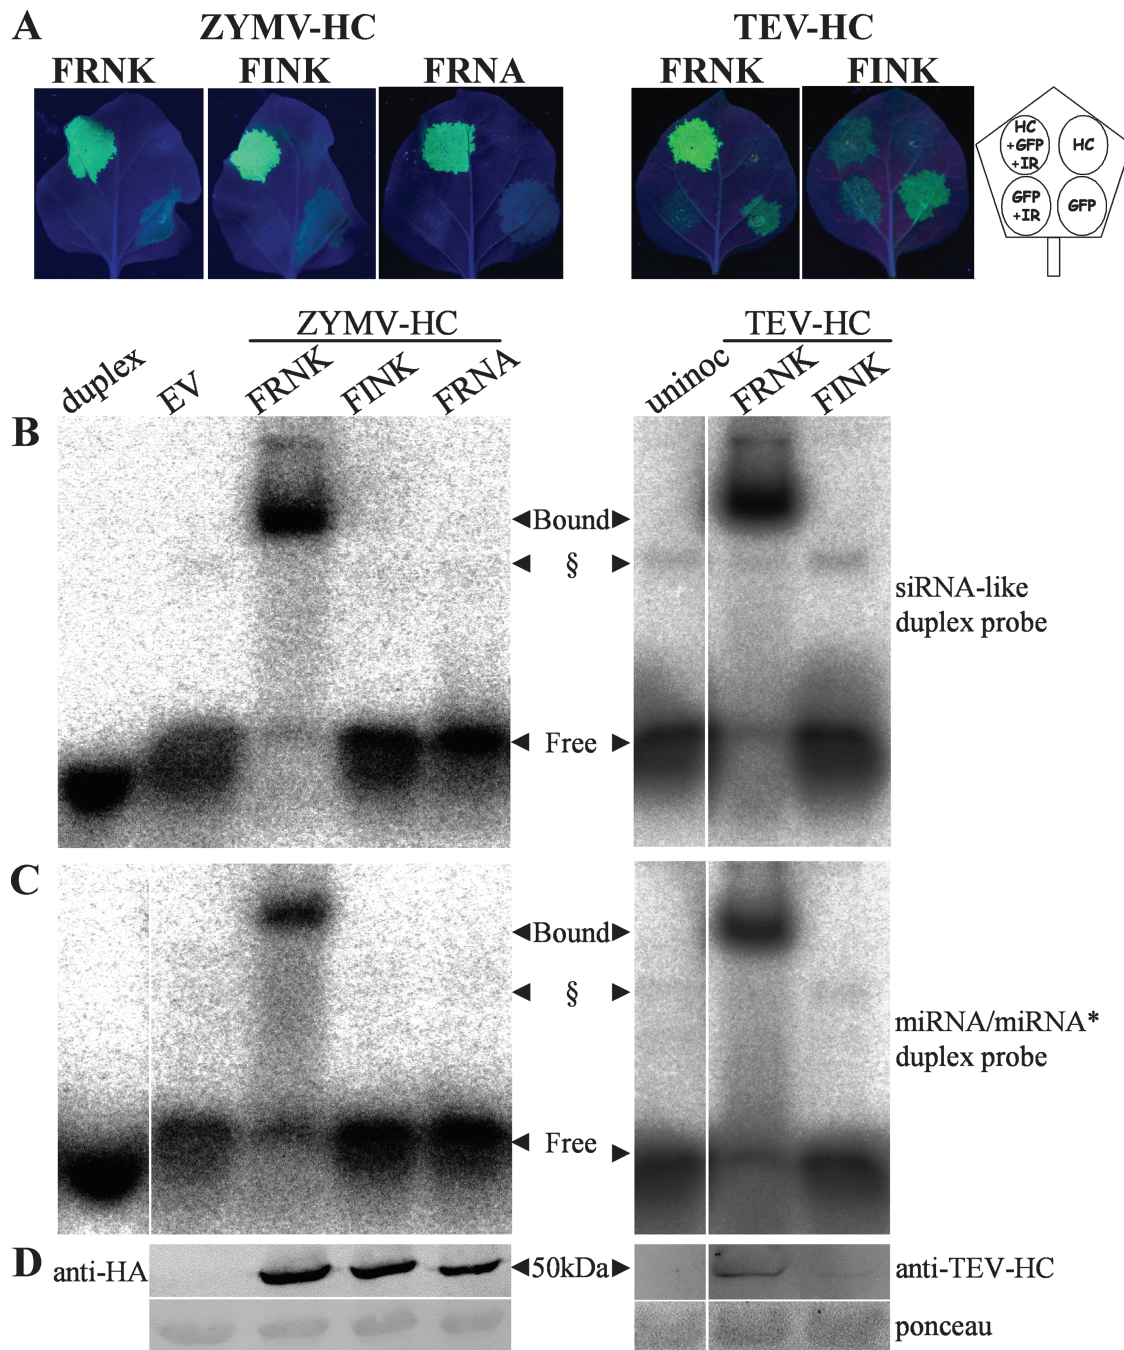 A
ZYMV-HC
TEV-HC
FRNK
FINK
FRNA
FRNK
FINK
HC
+GFP
+IR
HC
GFP
+IR
GFP
ZYMV-HC
TEV-HC
duplex
EV
FRNK
FINK
FRNA
uninoc
FRNK
FINK
B
Bound
§
Free
siRNA-like
duplex probe
C
Bound
§
Free
miRNA/miRNA*
duplex probe
D
anti-HA
50kDa
anti-TEV-HC
ponceau